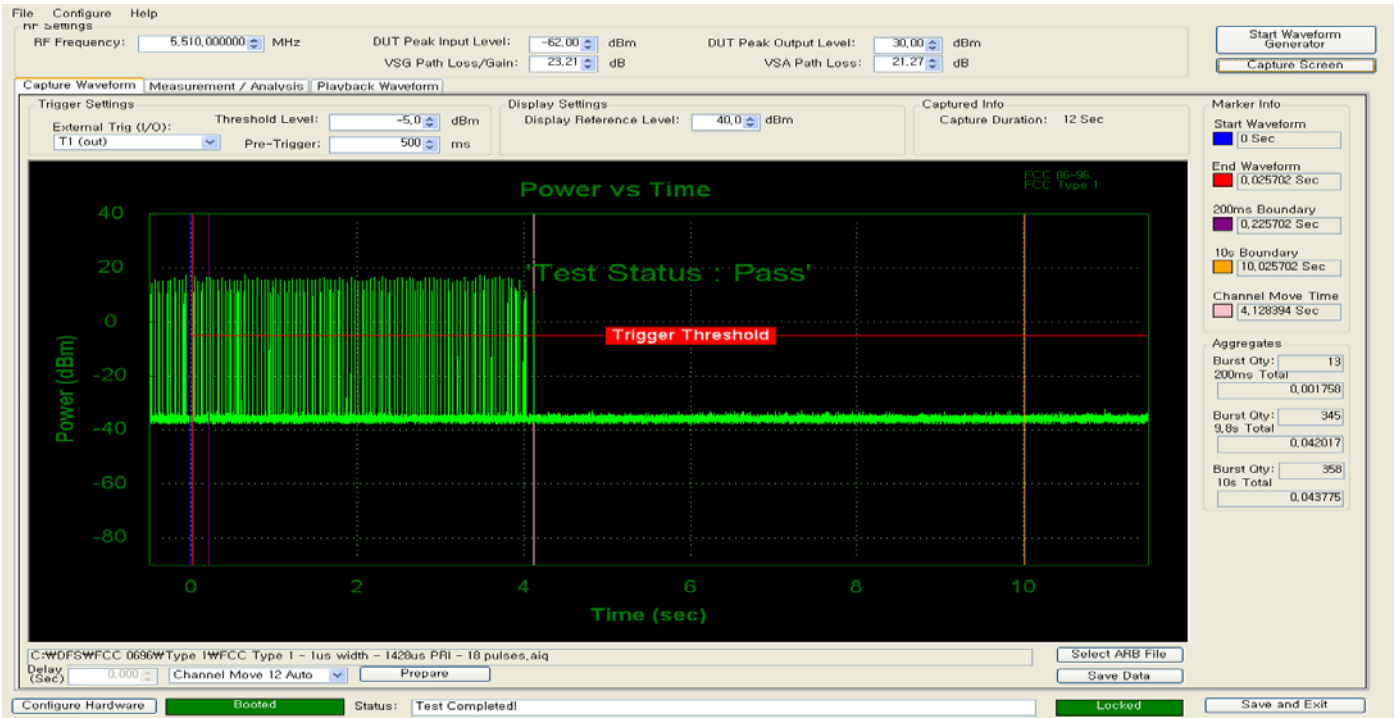 File Configure Help
RF Settings
RF Frequency: 5,510,000000 MHz DUT Peak Input Level: -62,00 dBm DUT Peak Output Level: 30,00 dBm
VSG Path Loss/Gain: 23,21 dB VSA Path Loss: 21,27 dB
Start Waveform Generator
Capture Screen
Capture Waveform Measurement / Analysis Playback Waveform
Trigger Settings
External Trig (I/O): Threshold Level: -5,0 dBm
T1 (out) Pre-Trigger: 500 ms
Display Settings
Display Reference Level: 40,0 dBm
Captured Info
Capture Duration: 12 Sec
Marker Info
Start Waveform
0 Sec
End Waveform
0,025702 Sec
200ms Boundary
0,225702 Sec
10s Boundary
10,025702 Sec
Channel Move Time
4,128394 Sec
Aggregates
Burst Qty: 13
200ms Total
0,001758
Burst Qty: 345
9,8s Total
0,042017
Burst Qty: 358
10s Total
0,043775
Power vs Time
FCC 06-96
FCC Type 1
'Test Status : Pass'
Trigger Threshold
Power (dBm)
40
20
0
-20
-40
-60
-80
0 2 4 6 8 10
Time (sec)
C:₩DFS₩FCC 0696₩Type 1₩FCC Type 1 - 1us width - 1428us PRI - 18 pulses,aiq
Select ARB File
Delay (Sec) 0,000 Channel Move 12 Auto Prepare
Save Data
Configure Hardware Booted Status: Test Completed! Locked Save and Exit